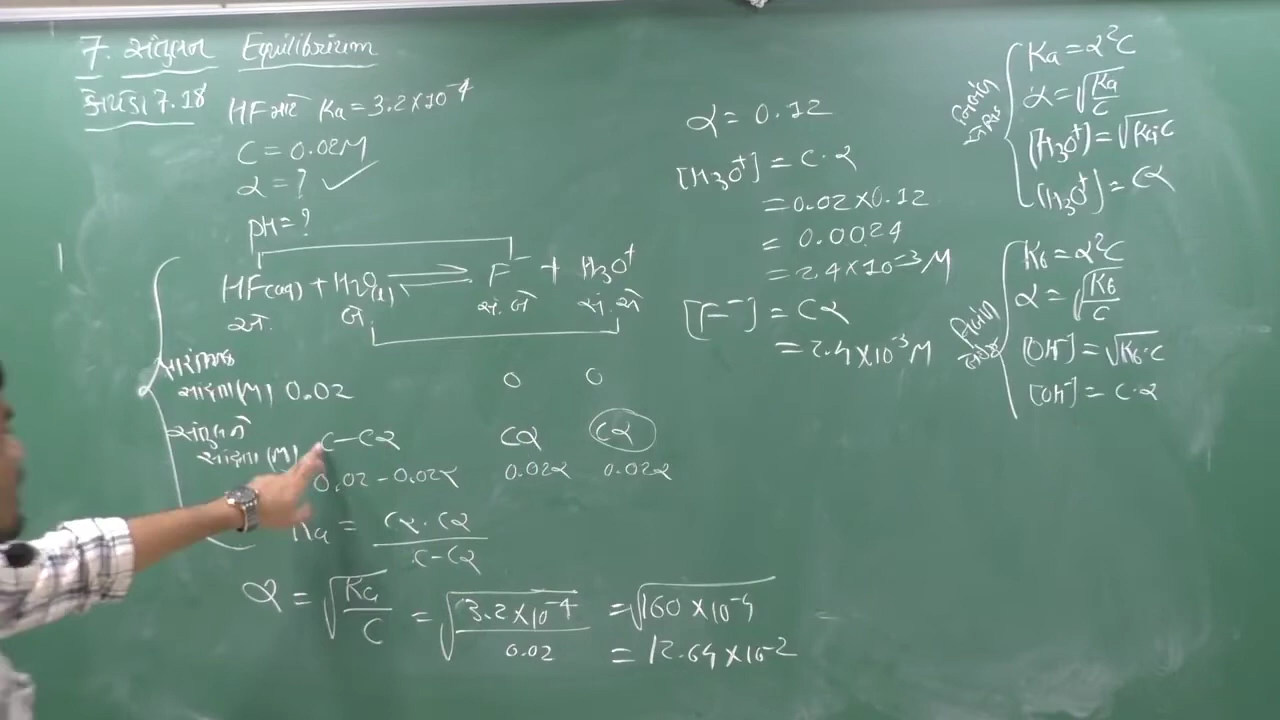 7. સંતુલન Equilibrium
કોયડો 7.18
HF માટે Ka = 3.2×10⁻⁴
C = 0.02M
α = ? ✓
pH = ?
HF(aq) + H₂O(l) ⇌ F⁻ + H₃O⁺
એ. બે સં. બે સં. એ
પ્રારંભિક
સાંદ્રતા (M) 0.02 0 0
સંતુલને
સાંદ્રતા (M) C-Cα Cα Cα
0.02-0.02α 0.02α 0.02α
Ka = Cα·Cα / C-Cα
α = √Ka/C = √3.2×10⁻⁴/0.02 = √160×10⁻⁴
= 12.64×10⁻²
α = 0.12
[H₃O⁺] = C·α
= 0.02×0.12
= 0.0024
= 2.4×10⁻³ M
[F⁻] = Cα
= 2.4×10⁻³ M
Ka = α²C
α = √Ka/C
[H₃O⁺] = √Ka·C
[H₃O⁺] = Cα
Kb = α²C
α = √Kb/C
[OH⁻] = √Kb·C
[OH⁻] = C·α